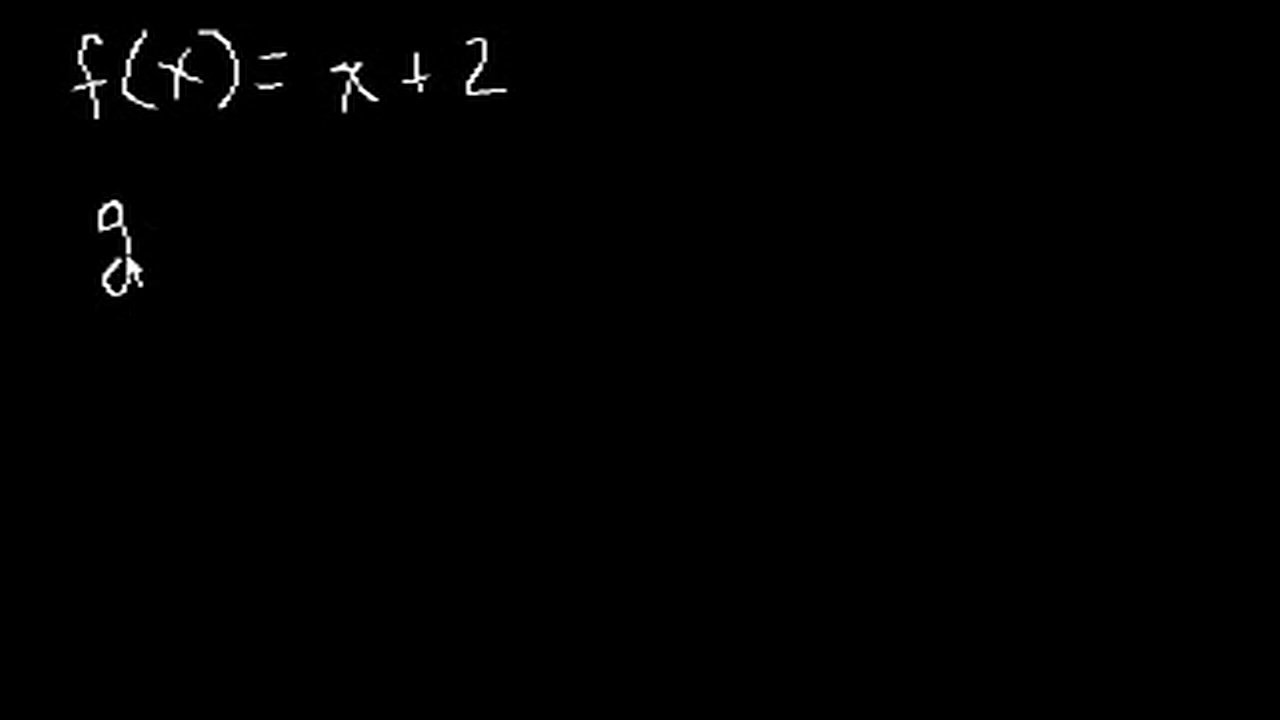 f(x) = x + 2
g